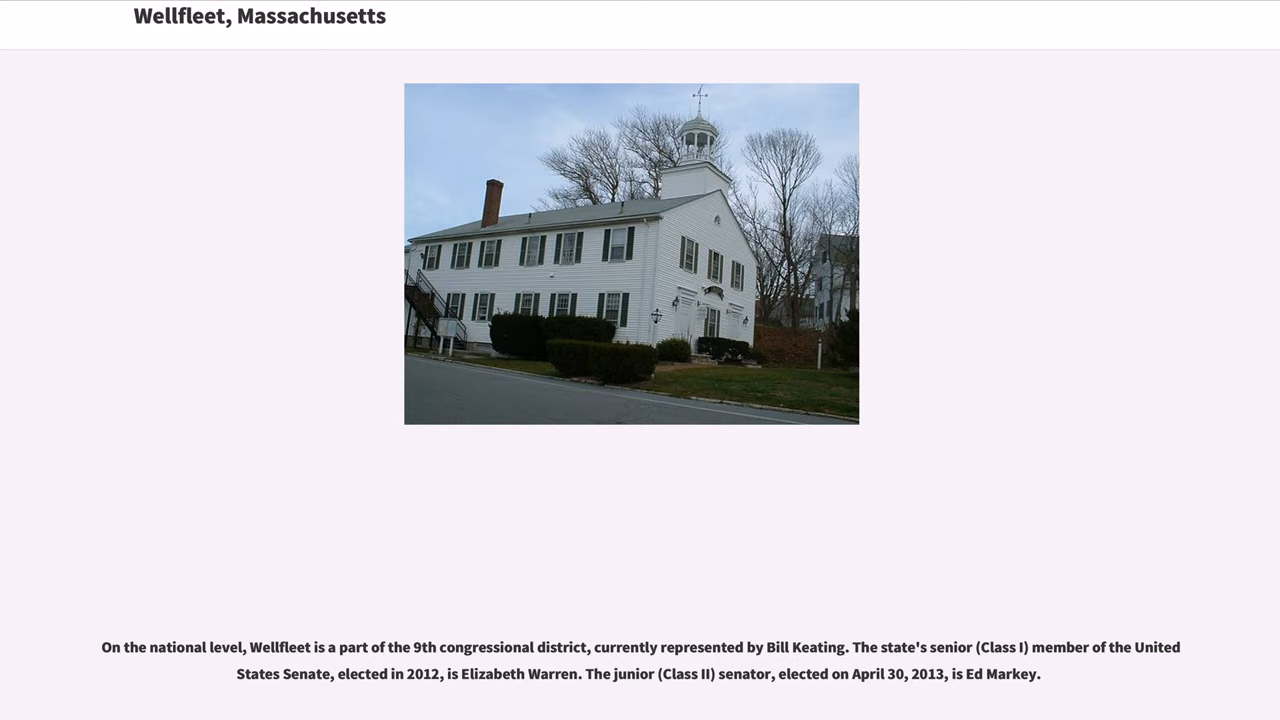 Wellfleet, Massachusetts
On the national level, Wellfleet is a part of the 9th congressional district, currently represented by Bill Keating. The state's senior (Class I) member of the United
States Senate, elected in 2012, is Elizabeth Warren. The junior (Class II) senator, elected on April 30, 2013, is Ed Markey.